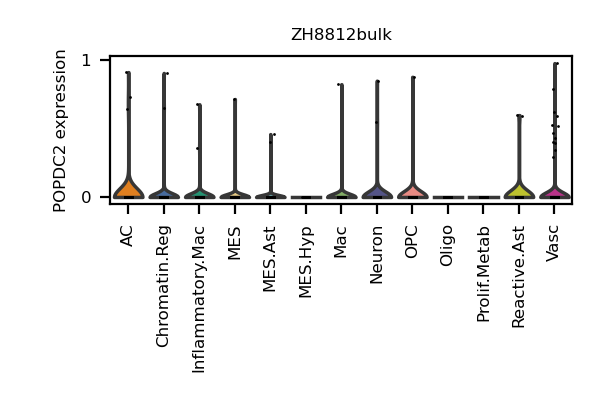 ZH8812bulk
POPDC2 expression
1
0
AC
Chromatin.Reg
Inflammatory.Mac
MES
MES.Ast
MES.Hyp
Mac
Neuron
OPC
Oligo
Prolif.Metab
Reactive.Ast
Vasc